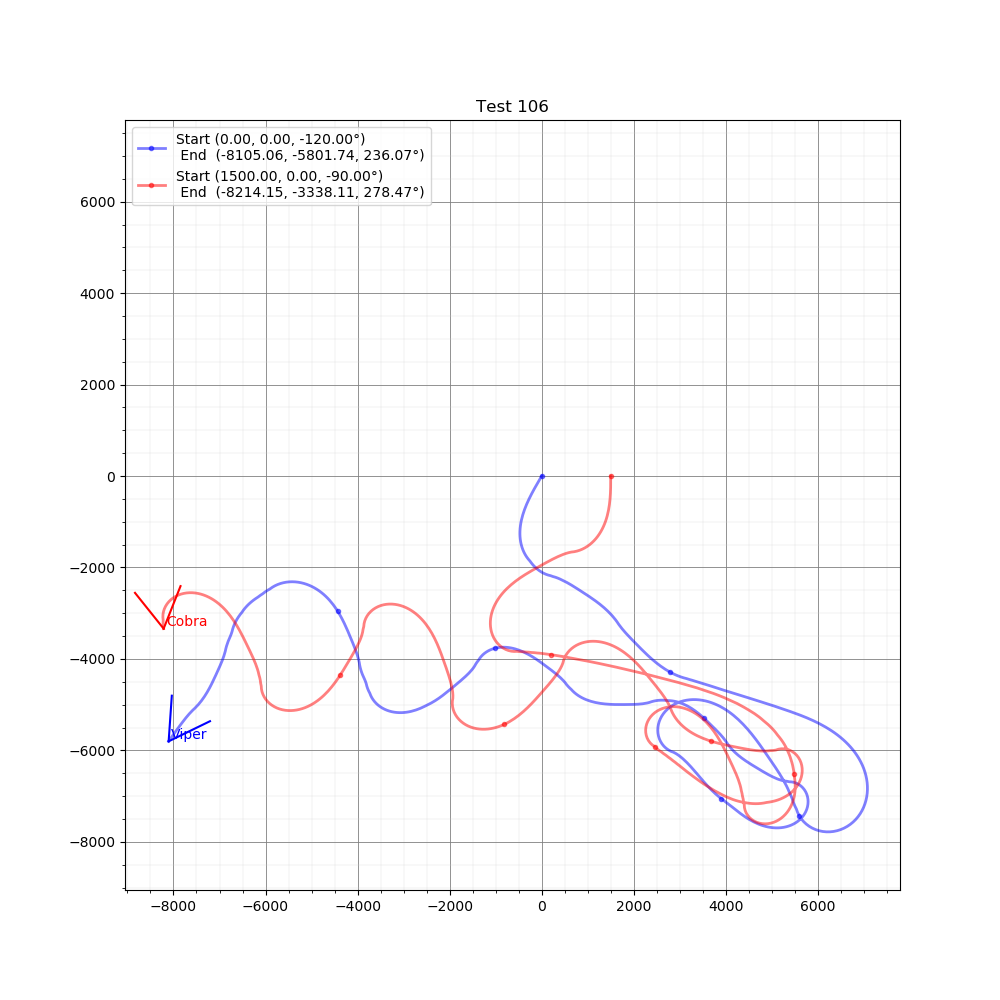 Test 106
Start (0.00, 0.00, -120.00°)
End  (-8105.06, -5801.74, 236.07°)
Start (1500.00, 0.00, -90.00°)
End  (-8214.15, -3338.11, 278.47°)
6000
4000
2000
0
−2000
Cobra
−4000
Viper
−6000
−8000
−8000 −6000 −4000 −2000 0 2000 4000 6000